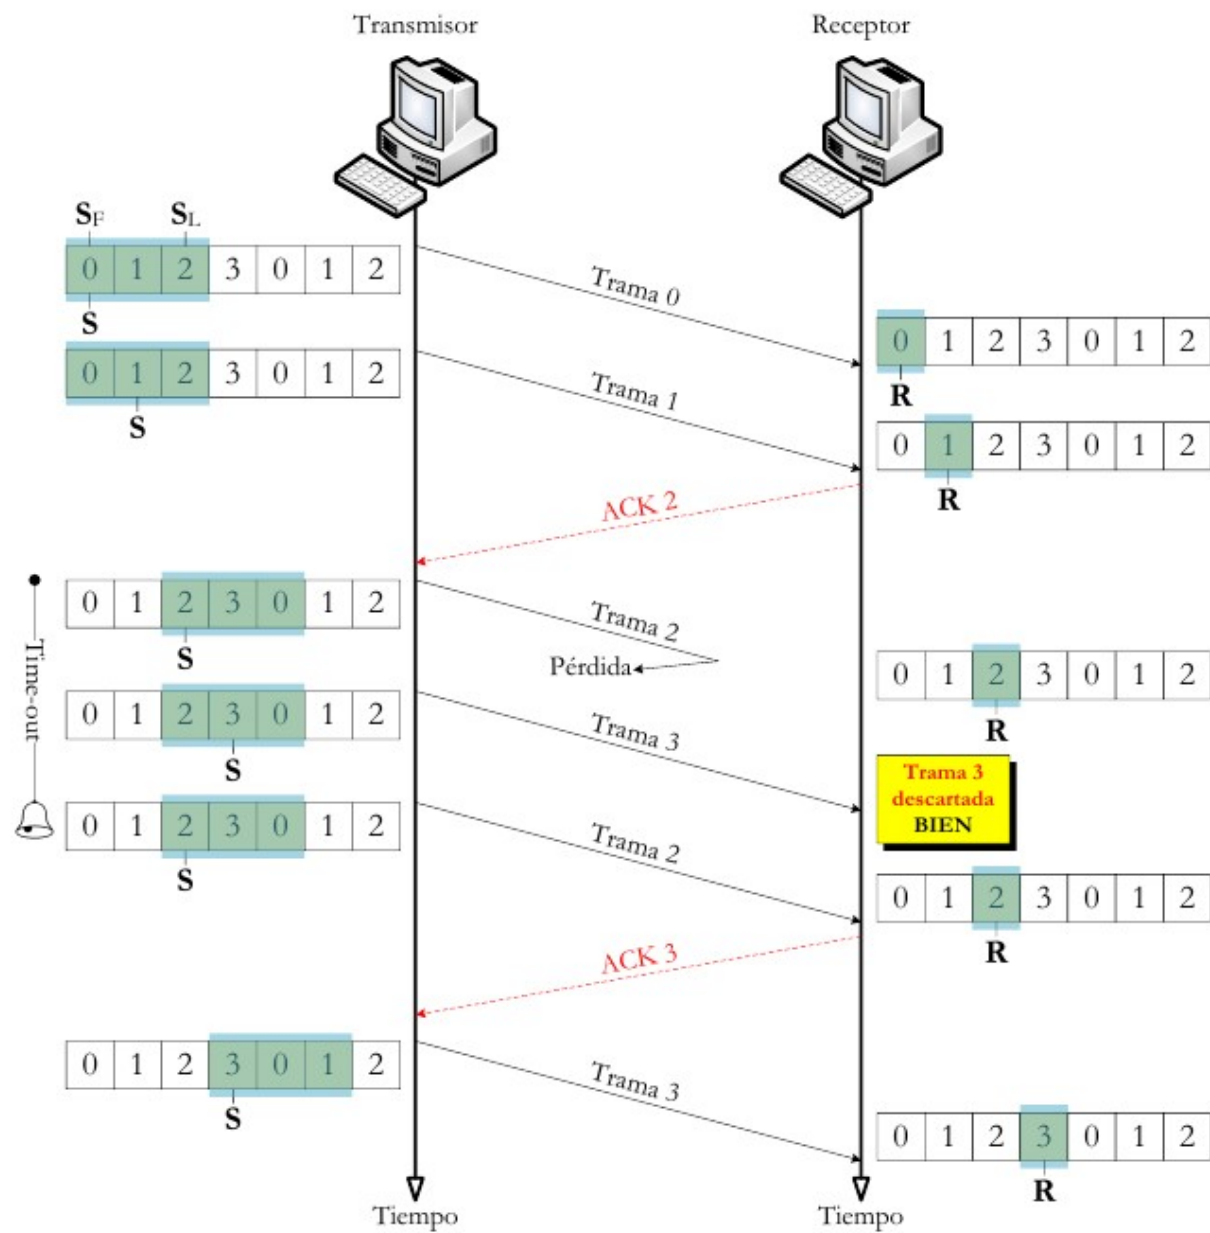 Transmisor Receptor
SF SL
0 1 2 3 0 1 2
S
Trama 0
0 1 2 3 0 1 2
R
0 1 2 3 0 1 2
S
Trama 1
0 1 2 3 0 1 2
R
ACK 2
0 1 2 3 0 1 2
S
Trama 2
Pérdida
0 1 2 3 0 1 2
R
Time-out
0 1 2 3 0 1 2
S
Trama 3
Trama 3
descartada
BIEN
0 1 2 3 0 1 2
S
Trama 2
0 1 2 3 0 1 2
R
ACK 3
0 1 2 3 0 1 2
S
Trama 3
0 1 2 3 0 1 2
R
Tiempo Tiempo